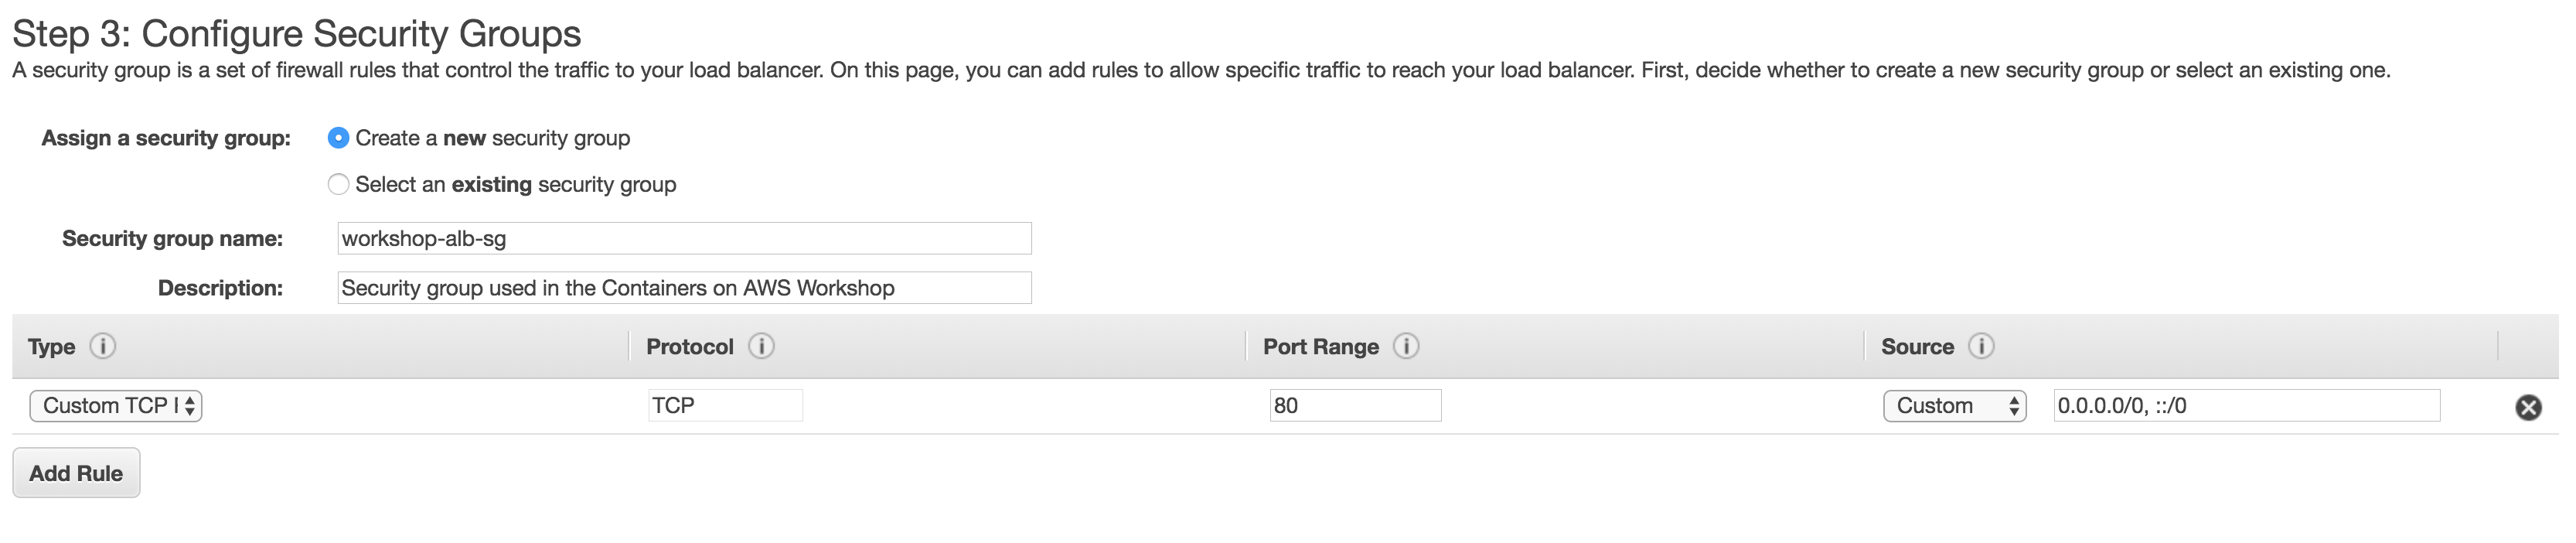 Step 3: Configure Security Groups
A security group is a set of firewall rules that control the traffic to your load balancer. On this page, you can add rules to allow specific traffic to reach your load balancer. First, decide whether to create a new security group or select an existing one.
Assign a security group: Create a new security group
Select an existing security group
Security group name: workshop-alb-sg
Description: Security group used in the Containers on AWS Workshop
Type Protocol Port Range Source
Custom TCP TCP 80 Custom 0.0.0.0/0, ::/0
Add Rule